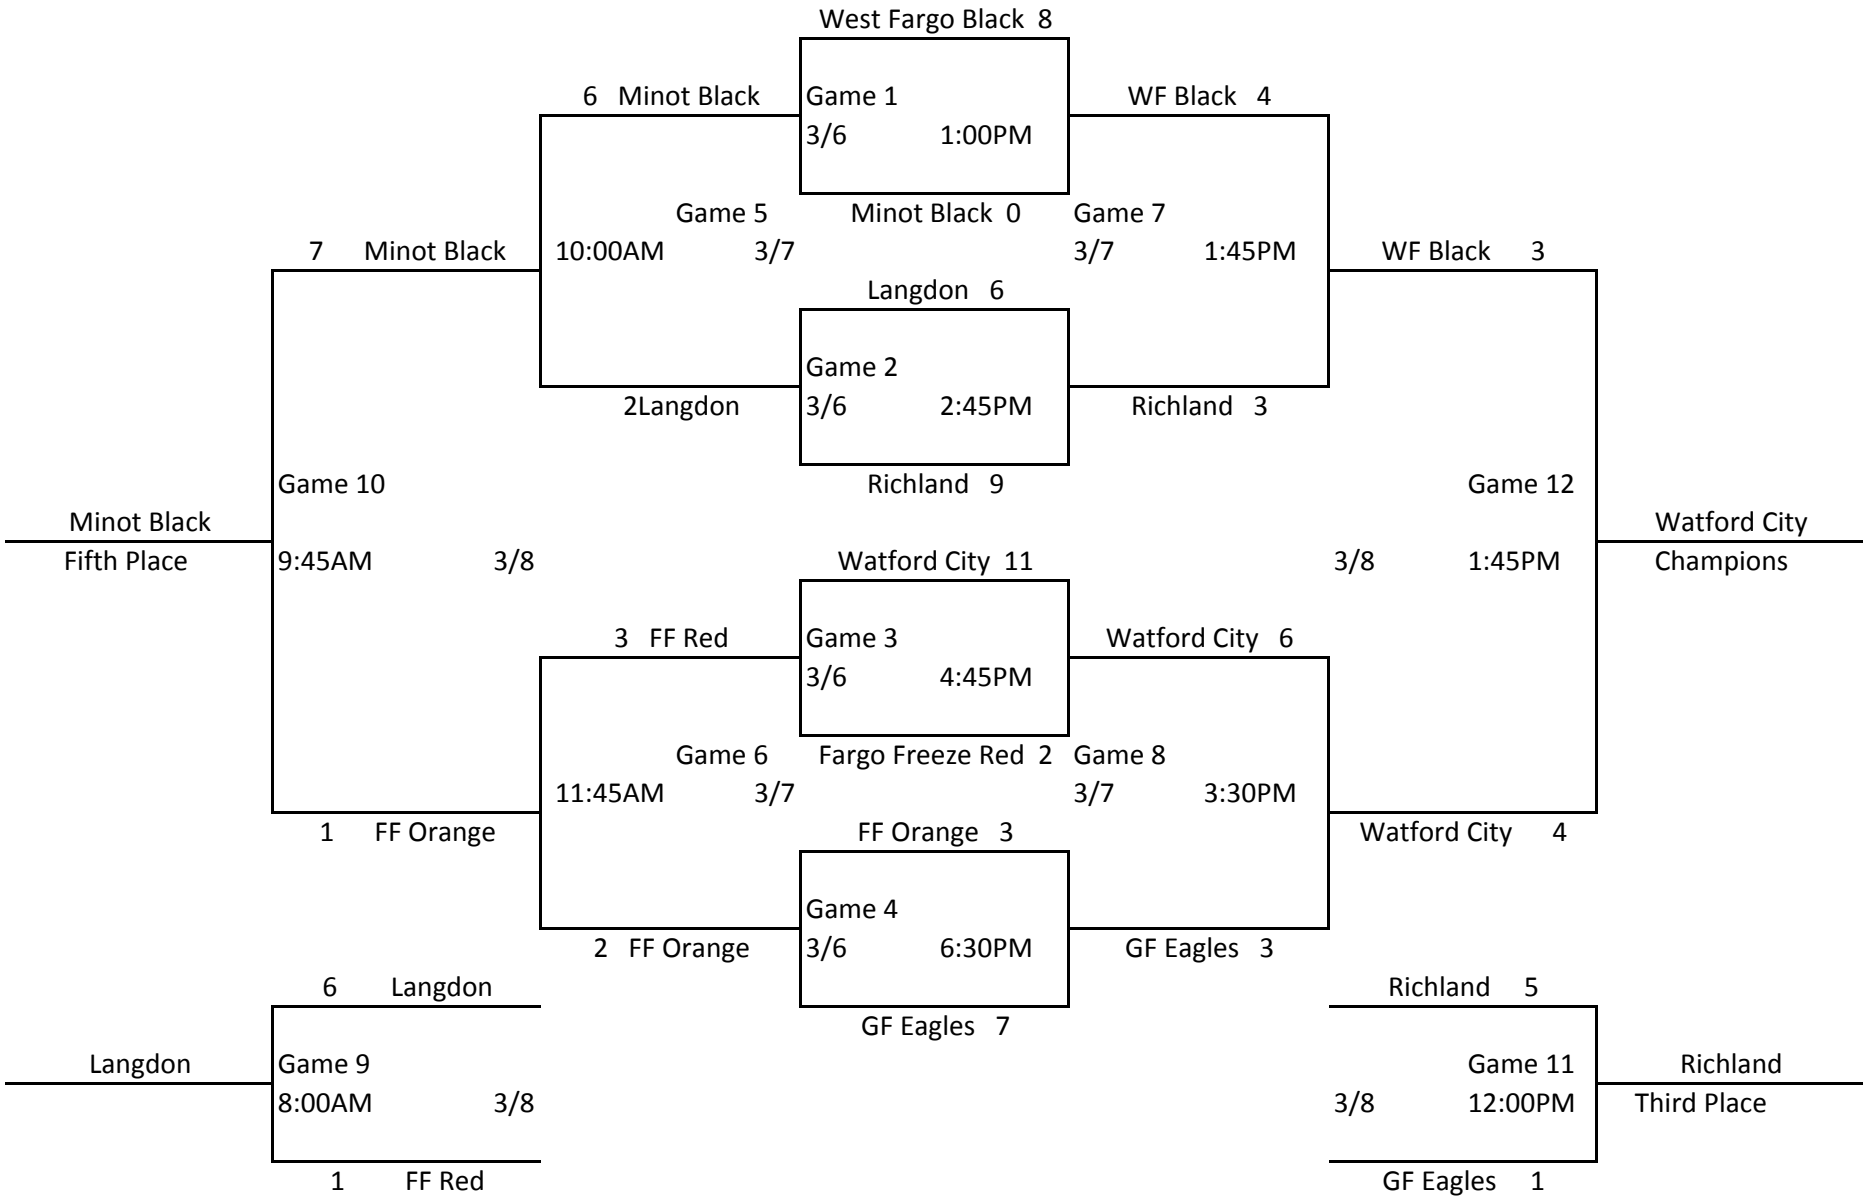 West Fargo Black 8
6 Minot Black
Game 1
WF Black 4
3/6 1:00PM
Game 5
Minot Black 0
Game 7
7 Minot Black
10:00AM 3/7
3/7 1:45PM
WF Black 3
Langdon 6
Game 2
2Langdon
3/6 2:45PM
Richland 3
Game 10
Richland 9
Game 12
Minot Black
Watford City
Fifth Place
9:45AM 3/8
Watford City 11
3/8 1:45PM
Champions
3 FF Red
Game 3
Watford City 6
3/6 4:45PM
Game 6
Fargo Freeze Red 2
Game 8
11:45AM 3/7
3/7 3:30PM
1 FF Orange
FF Orange 3
Watford City 4
Game 4
2 FF Orange
3/6 6:30PM
GF Eagles 3
6 Langdon
Richland 5
GF Eagles 7
Langdon
Game 9
Game 11
Richland
8:00AM 3/8
3/8 12:00PM
Third Place
1 FF Red
GF Eagles 1